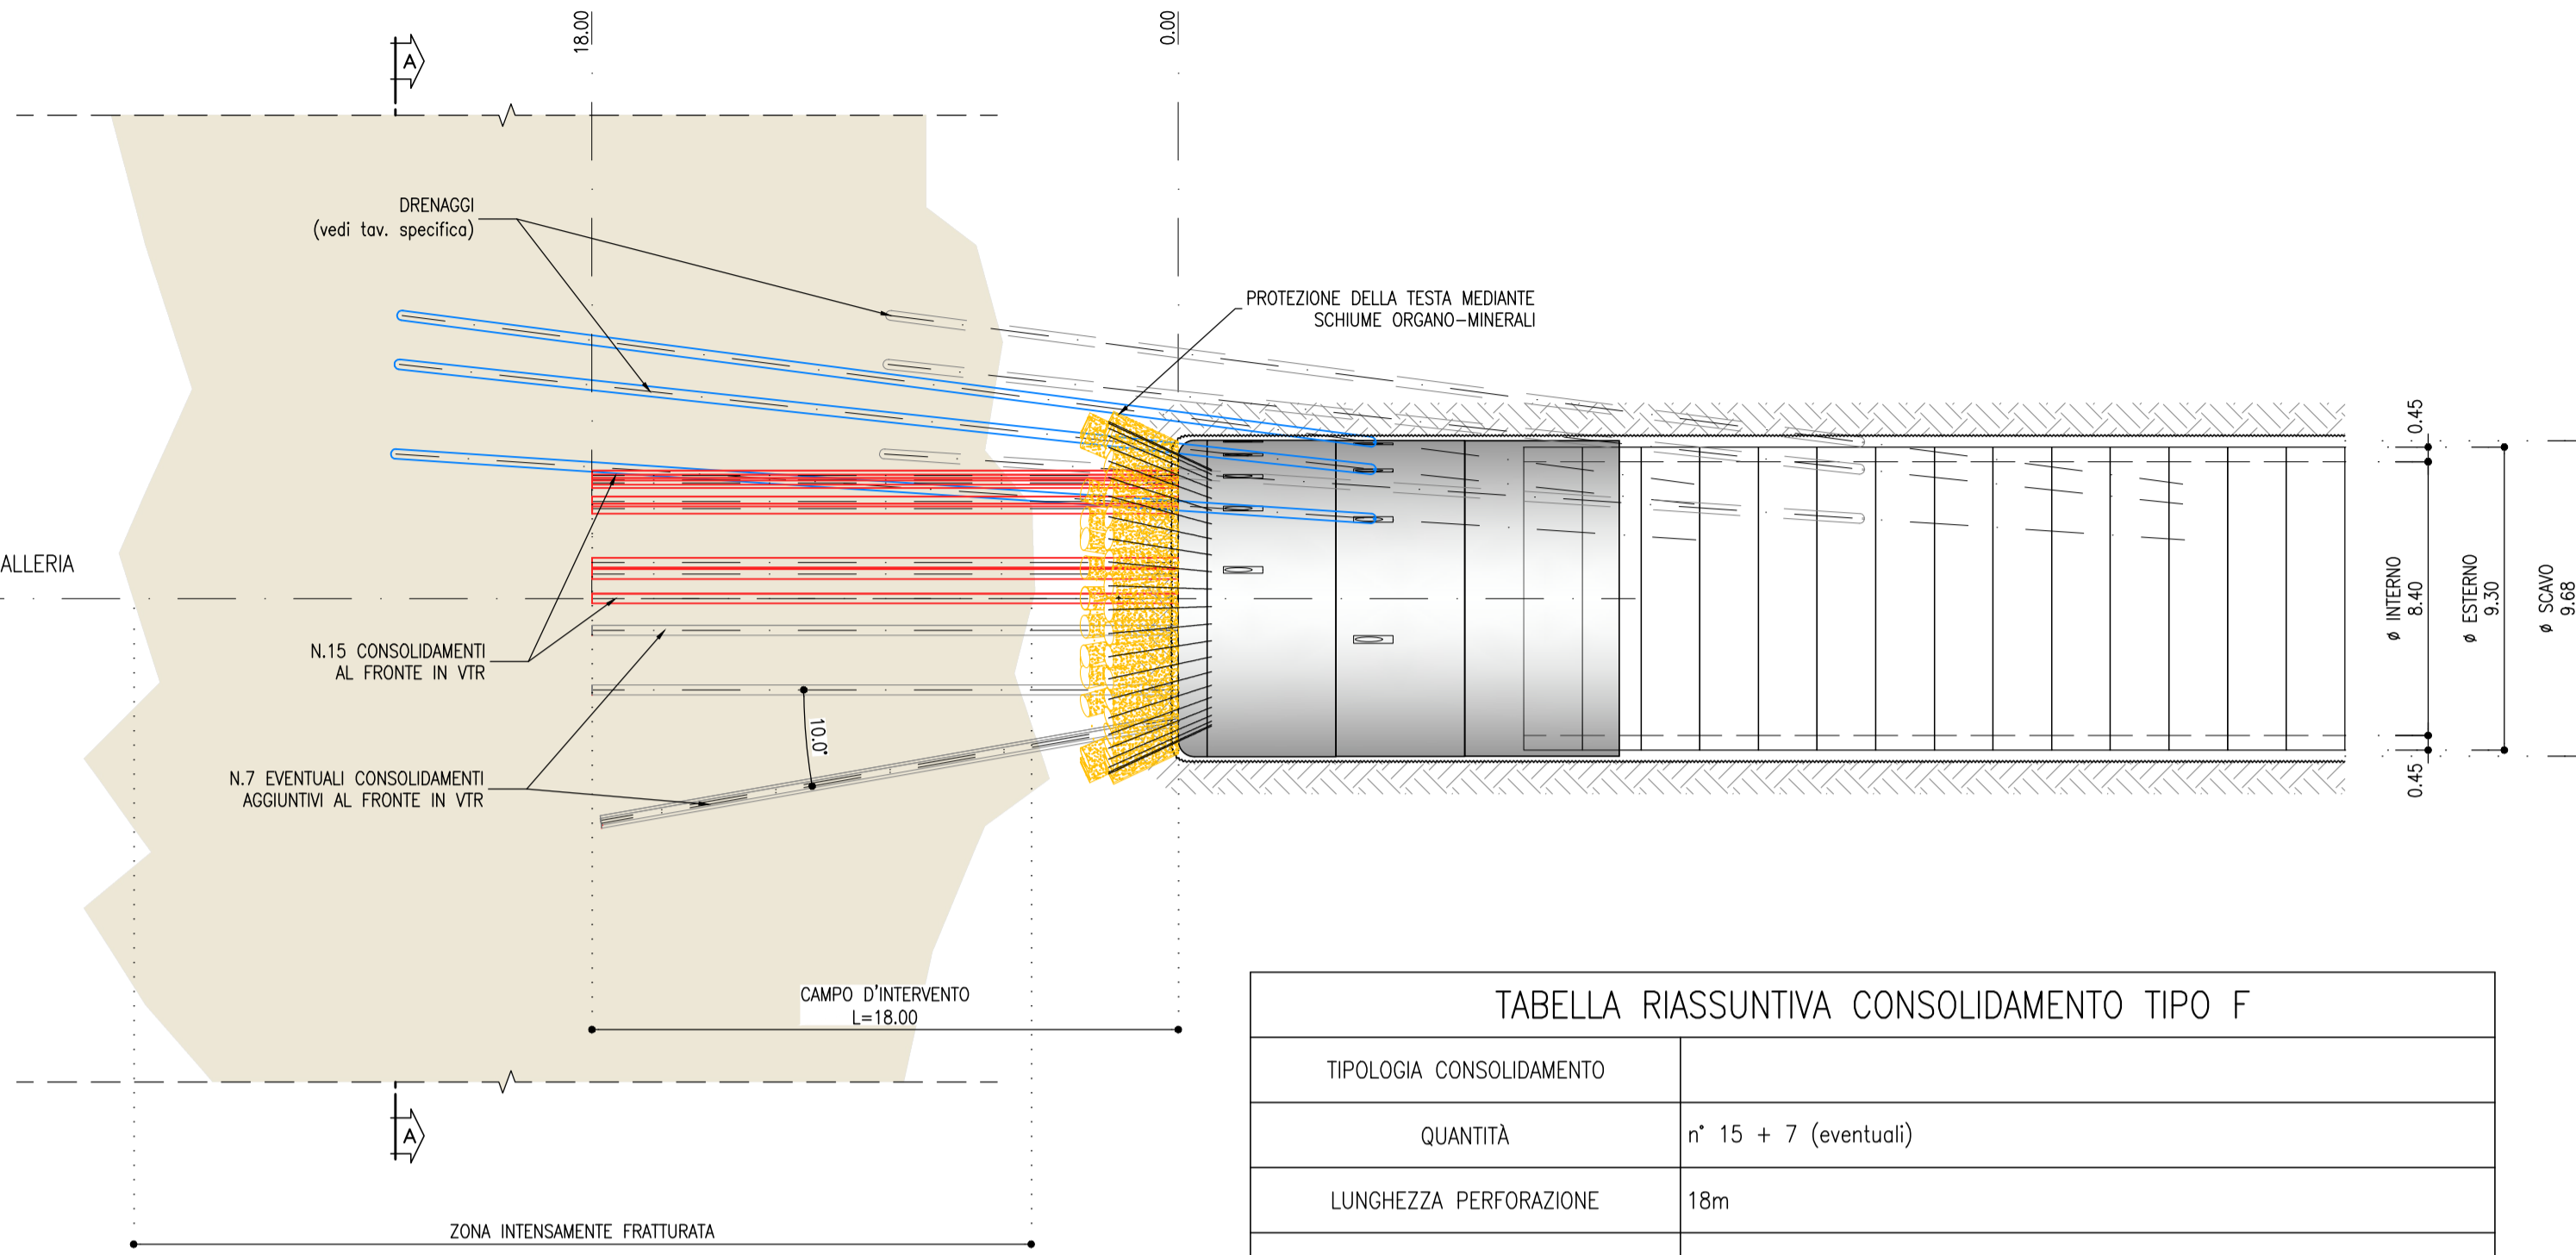 18.00
0.00
A
DRENAGGI
(vedi tav. specifica)
PROTEZIONE DELLA TESTA MEDIANTE
SCHIUME ORGANO-MINERALI
0.45
ALLERIA
ø INTERNO
8.40
ø ESTERNO
9.30
ø SCAVO
9.68
N.15 CONSOLIDAMENTI
AL FRONTE IN VTR
10.0°
N.7 EVENTUALI CONSOLIDAMENTI
AGGIUNTIVI AL FRONTE IN VTR
0.45
CAMPO D'INTERVENTO
L=18.00
A
ZONA INTENSAMENTE FRATTURATA
TABELLA RIASSUNTIVA CONSOLIDAMENTO TIPO F
TIPOLOGIA CONSOLIDAMENTO
QUANTITÀ
n° 15 + 7 (eventuali)
LUNGHEZZA PERFORAZIONE
18m